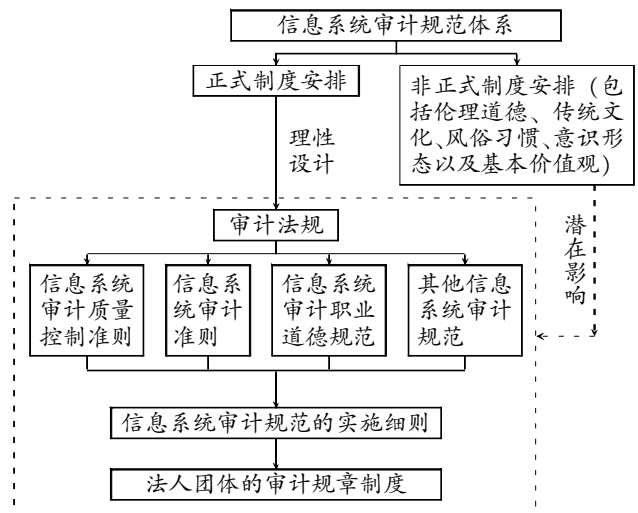 信息系统审计规范体系
正式制度安排
非正式制度安排（包
括伦理道德、传统文
化、风俗习惯、意识形
态以及基本价值观）
理性
设计
审计法规
潜在影响
信息系统
审计质量
控制准则
信息系
统审计
准则
信息系统
审计职业
道德规范
其他信息
系统审计
规范
信息系统审计规范的实施细则
法人团体的审计规章制度